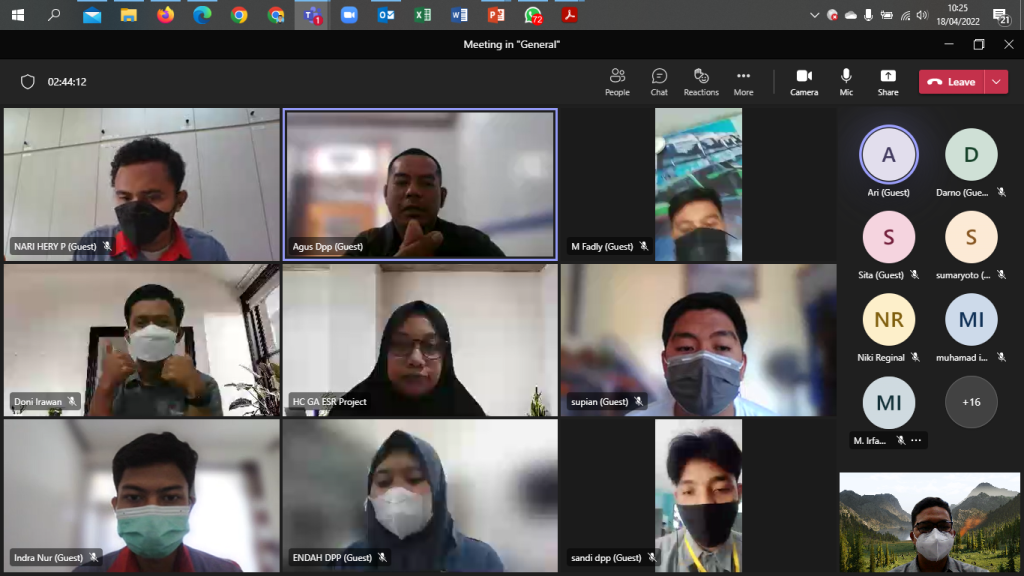 10:25
18/04/2022
1
72
21
Meeting in "General"
02:44:12
People
Chat
Reactions
More
Camera
Mic
Share
Leave
NARI HERY P (Guest)
Agus Dpp (Guest)
M Fadly (Guest)
Doni Irawan
HC GA ESR Project
supian (Guest)
Indra Nur (Guest)
ENDAH DPP (Guest)
sandi dpp (Guest)
A
Ari (Guest)
D
Darno (Gue...
S
Sita (Guest)
S
sumaryoto (...
NR
Niki Reginal
MI
muhamad i...
MI
M. Irfa...
+16